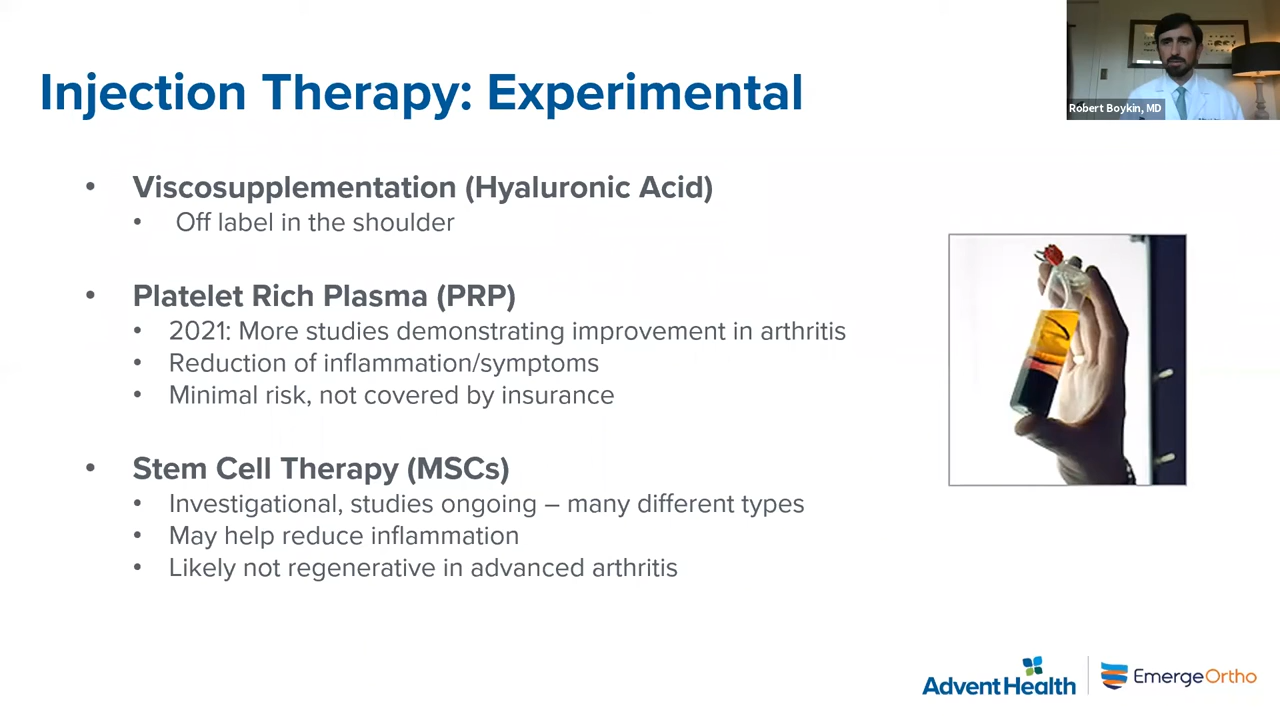 Injection Therapy: Experimental
Robert Boykin, MD
• Viscosupplementation (Hyaluronic Acid)
• Off label in the shoulder
• Platelet Rich Plasma (PRP)
• 2021: More studies demonstrating improvement in arthritis
• Reduction of inflammation/symptoms
• Minimal risk, not covered by insurance
• Stem Cell Therapy (MSCs)
• Investigational, studies ongoing – many different types
• May help reduce inflammation
• Likely not regenerative in advanced arthritis
Advent Health
EmergeOrtho